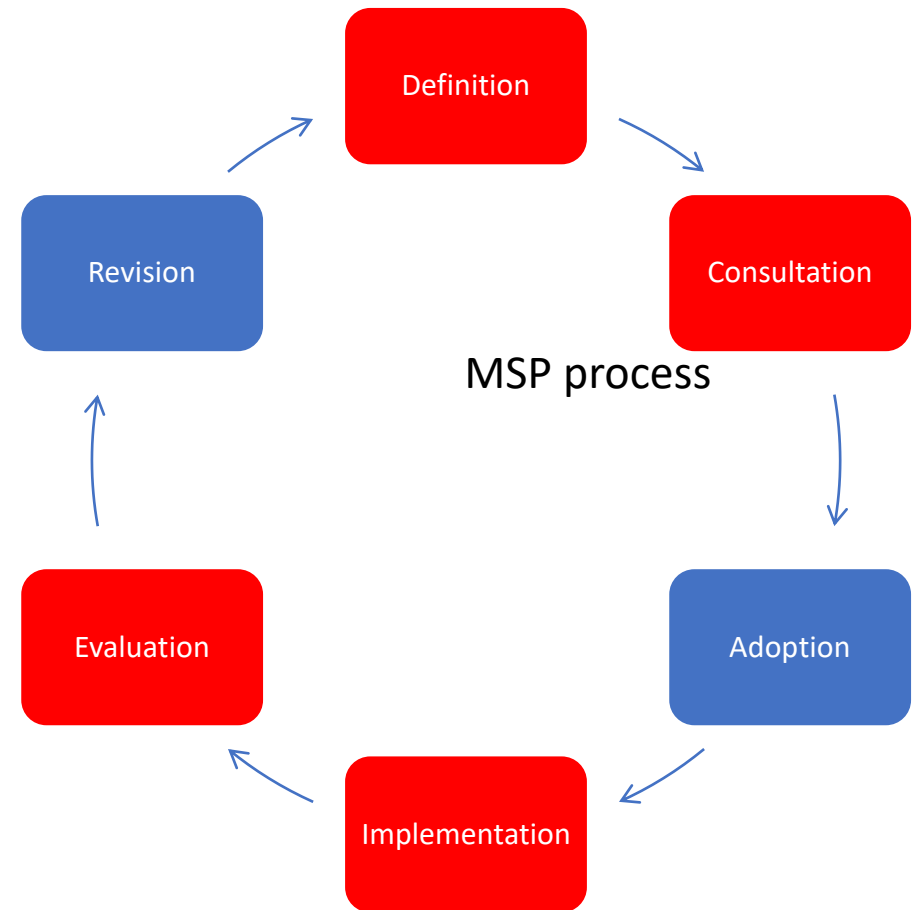 Definition
Revision
Consultation
MSP process
Evaluation
Adoption
Implementation